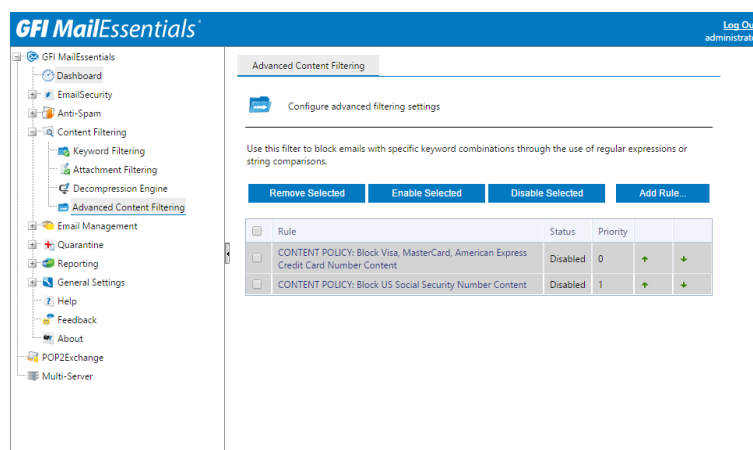 GFI MailEssentials
Log Ou
administrato
GFI MailEssentials
Dashboard
EmailSecurity
Anti-Spam
Content Filtering
Keyword Filtering
Attachment Filtering
Decompression Engine
Advanced Content Filtering
Email Management
Quarantine
Reporting
General Settings
Help
Feedback
About
POP2Exchange
Multi-Server
Advanced Content Filtering
Configure advanced filtering settings
Use this filter to block emails with specific keyword combinations through the use of regular expressions or
string comparisons.
Remove Selected Enable Selected Disable Selected Add Rule...
Rule Status Priority
CONTENT POLICY: Block Visa, MasterCard, American Express
Credit Card Number Content Disabled 0
CONTENT POLICY: Block US Social Security Number Content Disabled 1